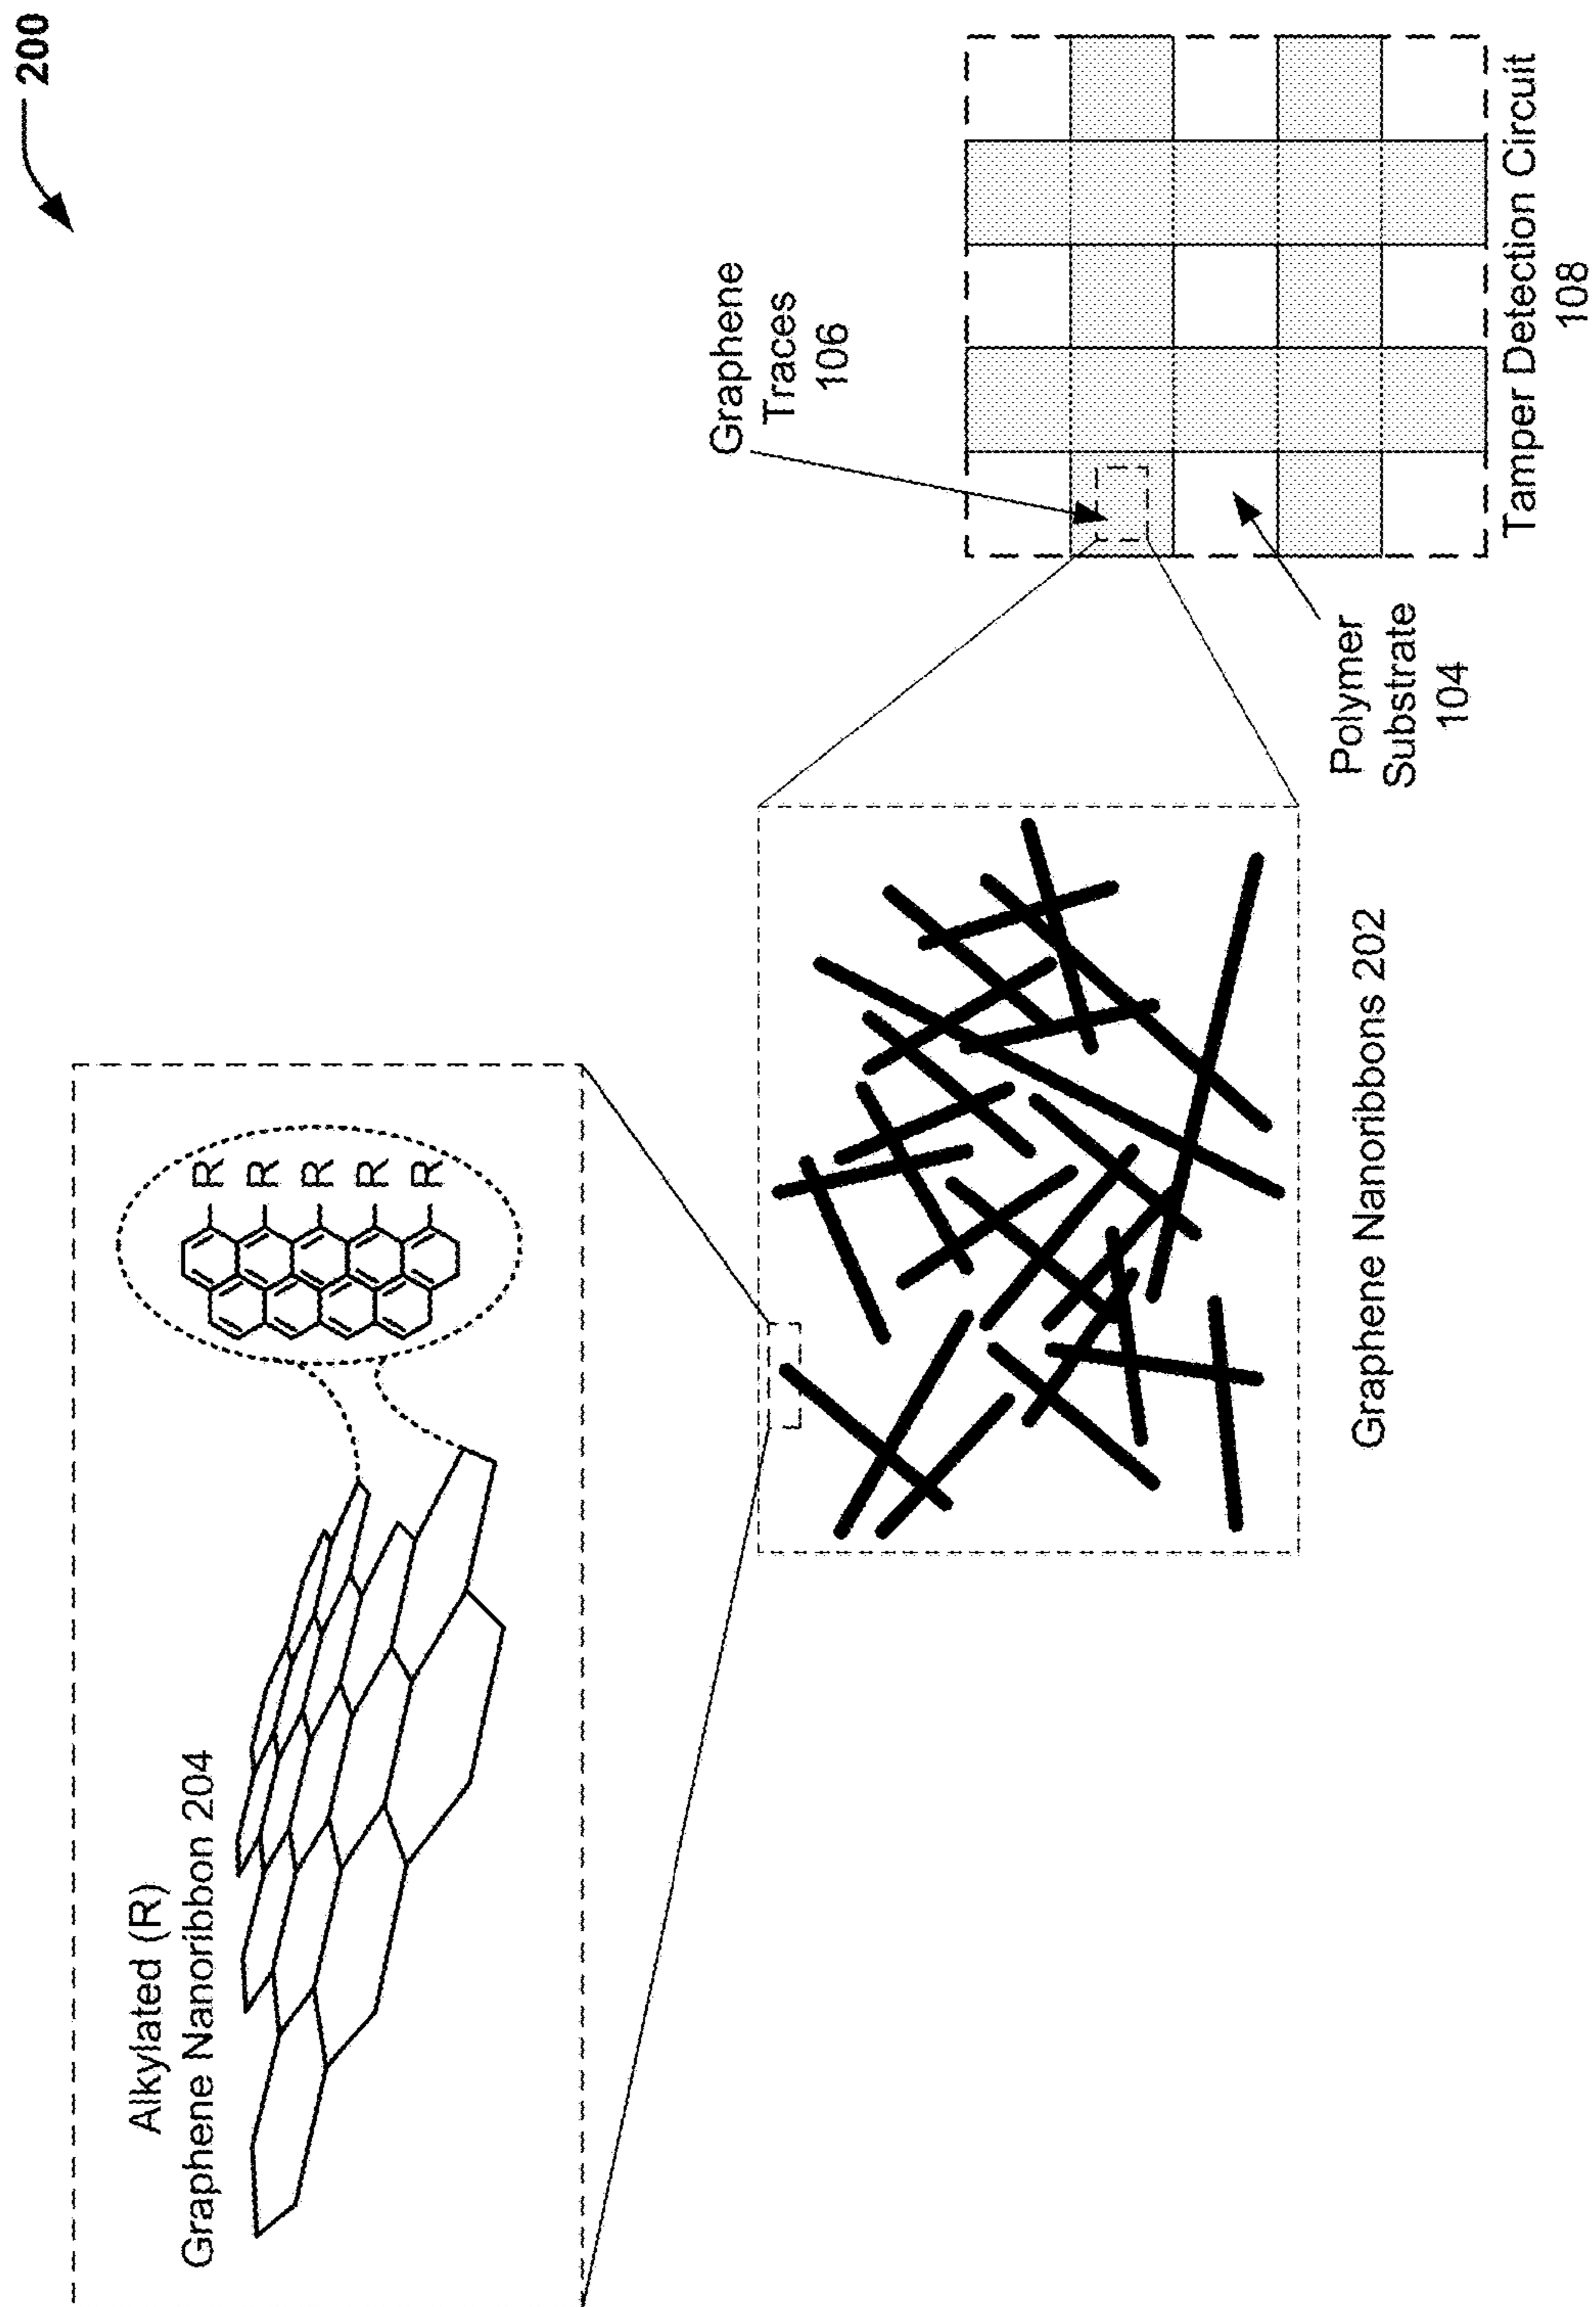 200
Alkylated (R)
Graphene Nanoribbon 204
R
R
R
R
R
Graphene Nanoribbons 202
Graphene
Traces
106
Polymer
Substrate
104
Tamper Detection Circuit
108